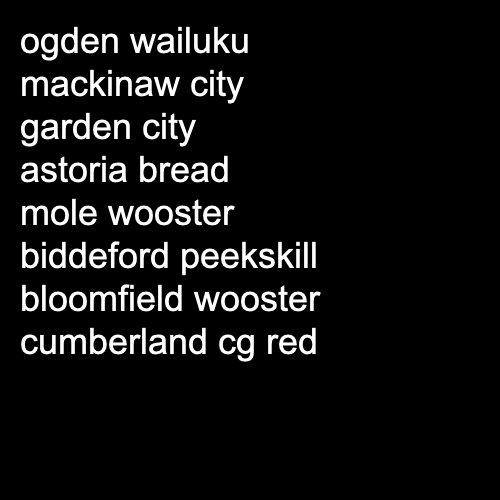 ogden wailuku
mackinaw city
garden city
astoria bread
mole wooster
biddeford peekskill
bloomfield wooster
cumberland cg red